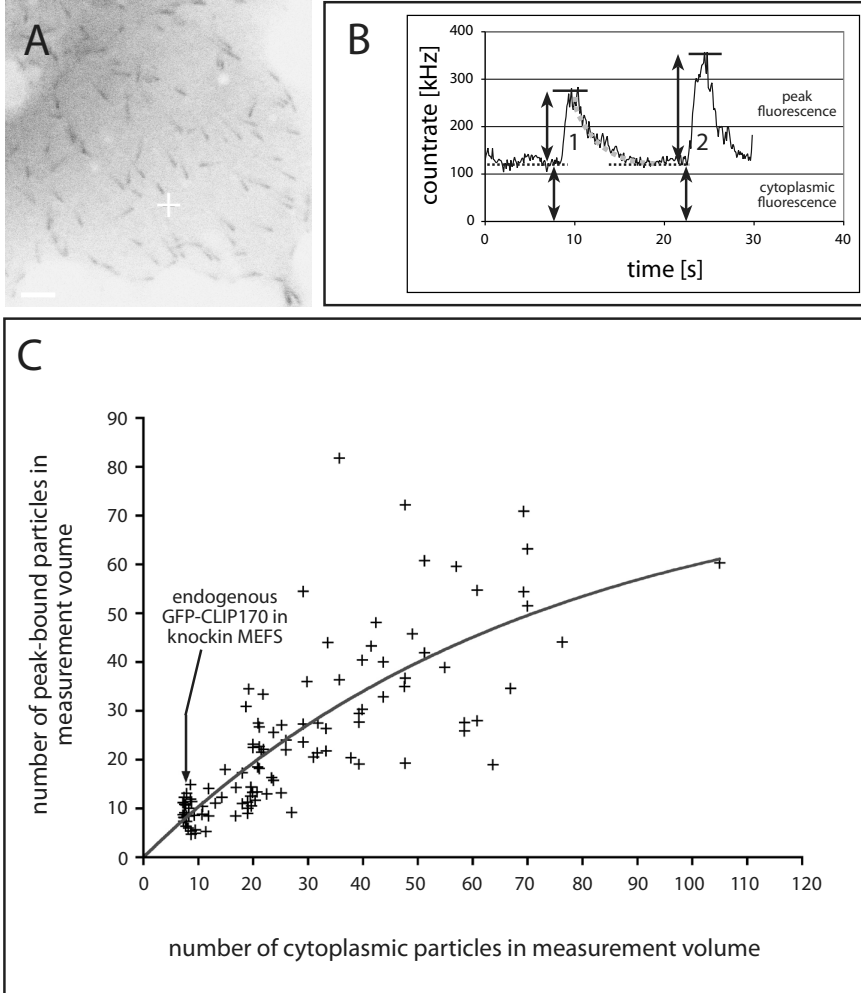 A
B
countrate [kHz]
400
300
200
100
0
1
2
peak
fluorescence
cytoplasmic
fluorescence
0
10
20
30
40
time [s]
C
number of peak-bound particles in
measurement voume
90
80
70
60
50
40
30
20
10
0
endogenous
GFP-CLIP170 in
knockin MEFS
0
10
20
30
40
50
60
70
80
90
100
110
120
number of cytoplasmic particles in measurement volume